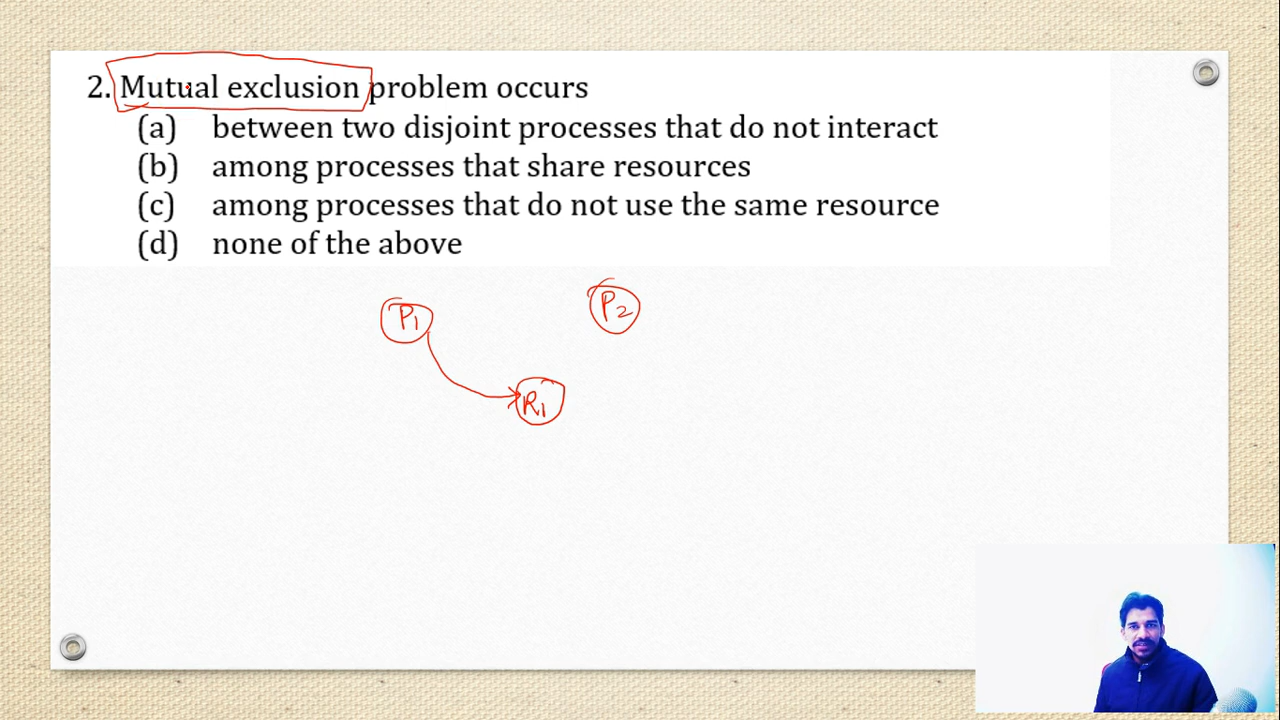 2. Mutual exclusion problem occurs
(a) between two disjoint processes that do not interact
(b) among processes that share resources
(c) among processes that do not use the same resource
(d) none of the above
P1 P2
R1